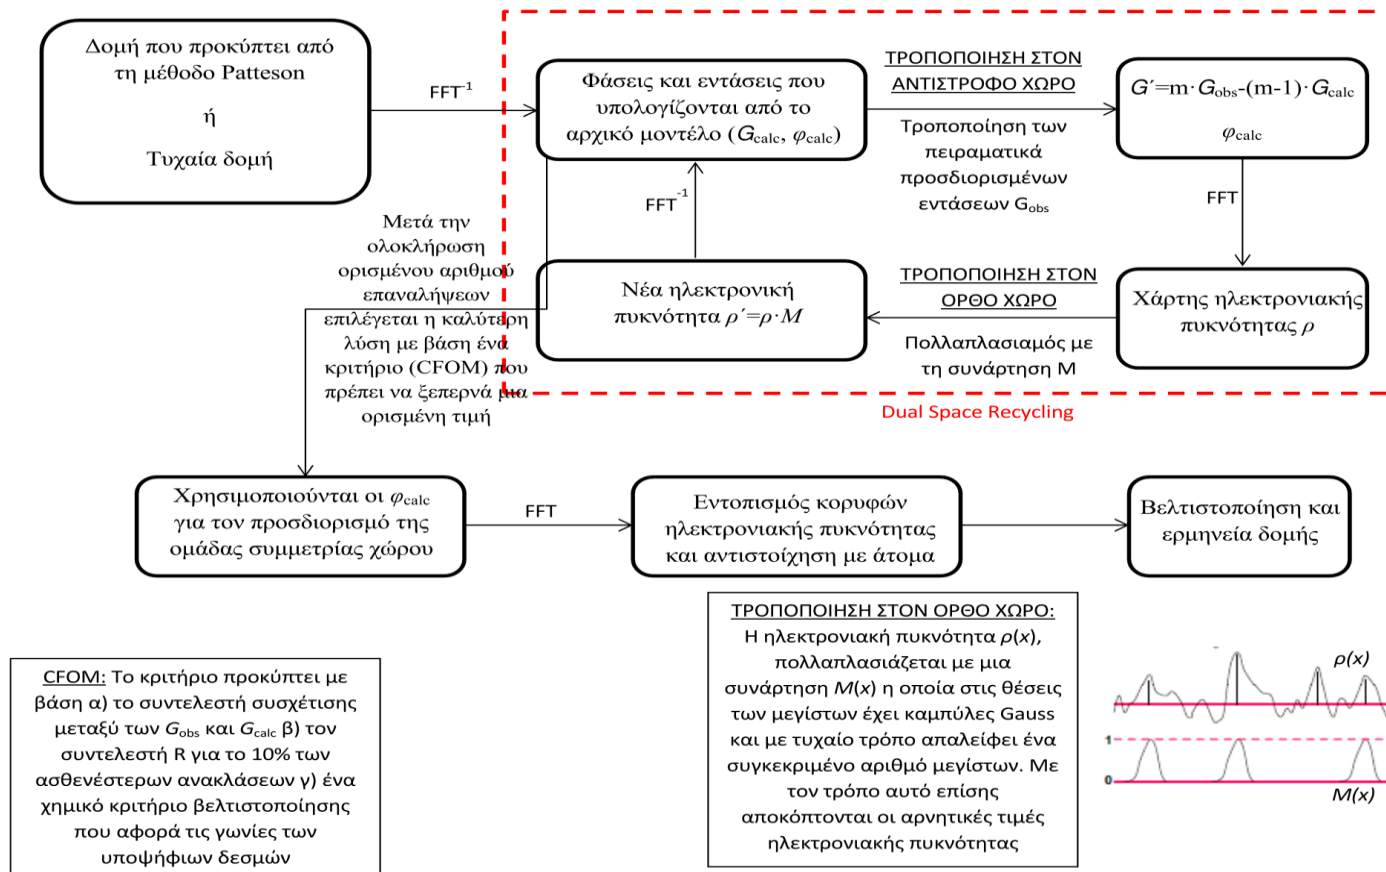 Δομή που προκύπτει από
τη μέθοδο Patteson
ή
Τυχαία δομή
FFT-1
Φάσεις και εντάσεις που
υπολογίζονται από το
αρχικό μοντέλο (Gcalc, φcalc)
ΤΡΟΠΟΠΟΙΗΣΗ ΣΤΟΝ
ΑΝΤΙΣΤΡΟΦΟ ΧΩΡΟ
Τροποποίηση των
πειραματικά
προσδιορισμένων
εντάσεων Gobs
G´=m·Gobs-(m-1)·Gcalc
φcalc
FFT
Χάρτης ηλεκτρονιακής
πυκνότητας ρ
ΤΡΟΠΟΠΟΙΗΣΗ ΣΤΟΝ
ΟΡΘΟ ΧΩΡΟ
Πολλαπλασιαμός με
τη συνάρτηση Μ
Νέα ηλεκτρονική
πυκνότητα ρ´=ρ·M
FFT-1
Dual Space Recycling
Μετά την
ολοκλήρωση
ορισμένου αριθμού
επαναλήψεων
επιλέγεται η καλύτερη
λύση με βάση ένα
κριτήριο (CFOM) που
πρέπει να ξεπερνά μια
ορισμένη τιμή
Χρησιμοποιούνται οι φcalc
για τον προσδιορισμό της
ομάδας συμμετρίας χώρου
FFT
Εντοπισμός κορυφών
ηλεκτρονιακής πυκνότητας
και αντιστοίχηση με άτομα
Βελτιστοποίηση και
ερμηνεία δομής
CFOM: Το κριτήριο προκύπτει με
βάση α) το συντελεστή συσχέτισης
μεταξύ των Gobs και Gcalc β) τον
συντελεστή R για το 10% των
ασθενέστερων ανακλάσεων γ) ένα
χημικό κριτήριο βελτιστοποίησης
που αφορά τις γωνίες των
υποψήφιων δεσμών
ΤΡΟΠΟΠΟΙΗΣΗ ΣΤΟΝ ΟΡΘΟ ΧΩΡΟ:
Η ηλεκτρονιακή πυκνότητα ρ(x),
πολλαπλασιάζεται με μια
συνάρτηση M(x) η οποία στις θέσεις
των μεγίστων έχει καμπύλες Gauss
και με τυχαίο τρόπο απαλείφει ένα
συγκεκριμένο αριθμό μεγίστων. Με
τον τρόπο αυτό επίσης
αποκόπτονται οι αρνητικές τιμές
ηλεκτρονιακής πυκνότητας
ρ(x)
1
0
M(x)